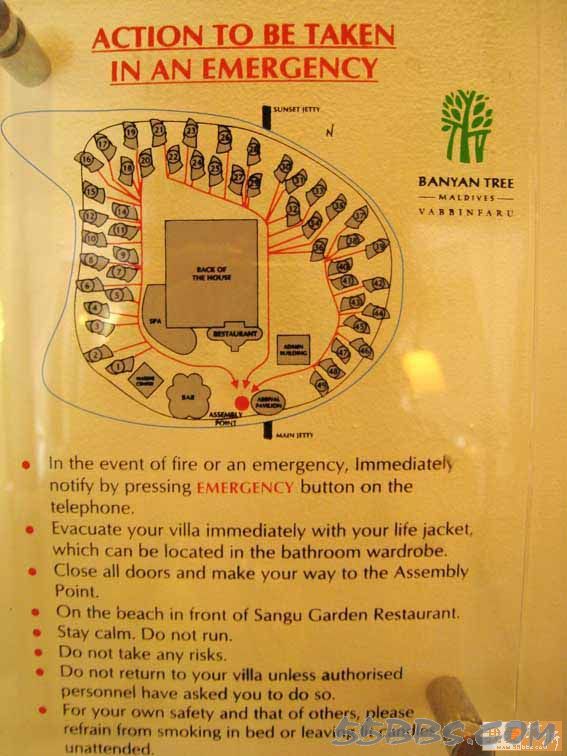 ACTION TO BE TAKEN
IN AN EMERGENCY
SUNSET JETTY
N
BANYAN TREE
MALDIVES
VABBINFARU
17
19
21
23
26
28
16
18
20
22
24
25
27
29
30
31
33
35
15
32
34
37
14
12
11
36
38
39
10
9
40
8
7
41
42
6
5
43
44
4
3
45
2
1
47
46
48
49
BACK OF
THE HOUSE
SPA
RESTAURANT
ADMIN
BUILDING
MARINE
CENTRE
BAR
ARRIVAL
PAVILION
ASSEMBLY
POINT
MAIN JETTY
• In the event of fire or an emergency, Immediately
notify by pressing EMERGENCY button on the
telephone.
• Evacuate your villa immediately with your life jacket,
which can be located in the bathroom wardrobe.
• Close all doors and make your way to the Assembly
Point.
• On the beach in front of Sangu Garden Restaurant.
• Stay calm. Do not run.
• Do not take any risks.
• Do not return to your villa unless authorised
personnel have asked you to do so.
• For your own safety and that of others, please
refrain from smoking in bed or leaving lit candles
unattended.
55BBS.COM